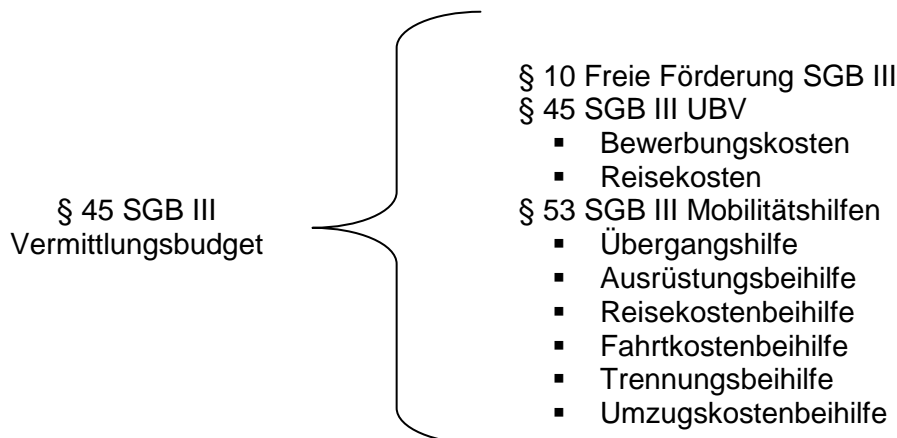 § 45 SGB III
Vermittlungsbudget
§ 10 Freie Förderung SGB III
§ 45 SGB III UBV
▪ Bewerbungskosten
▪ Reisekosten
§ 53 SGB III Mobilitätshilfen
▪ Übergangshilfe
▪ Ausrüstungsbeihilfe
▪ Reisekostenbeihilfe
▪ Fahrtkostenbeihilfe
▪ Trennungsbeihilfe
▪ Umzugskostenbeihilfe